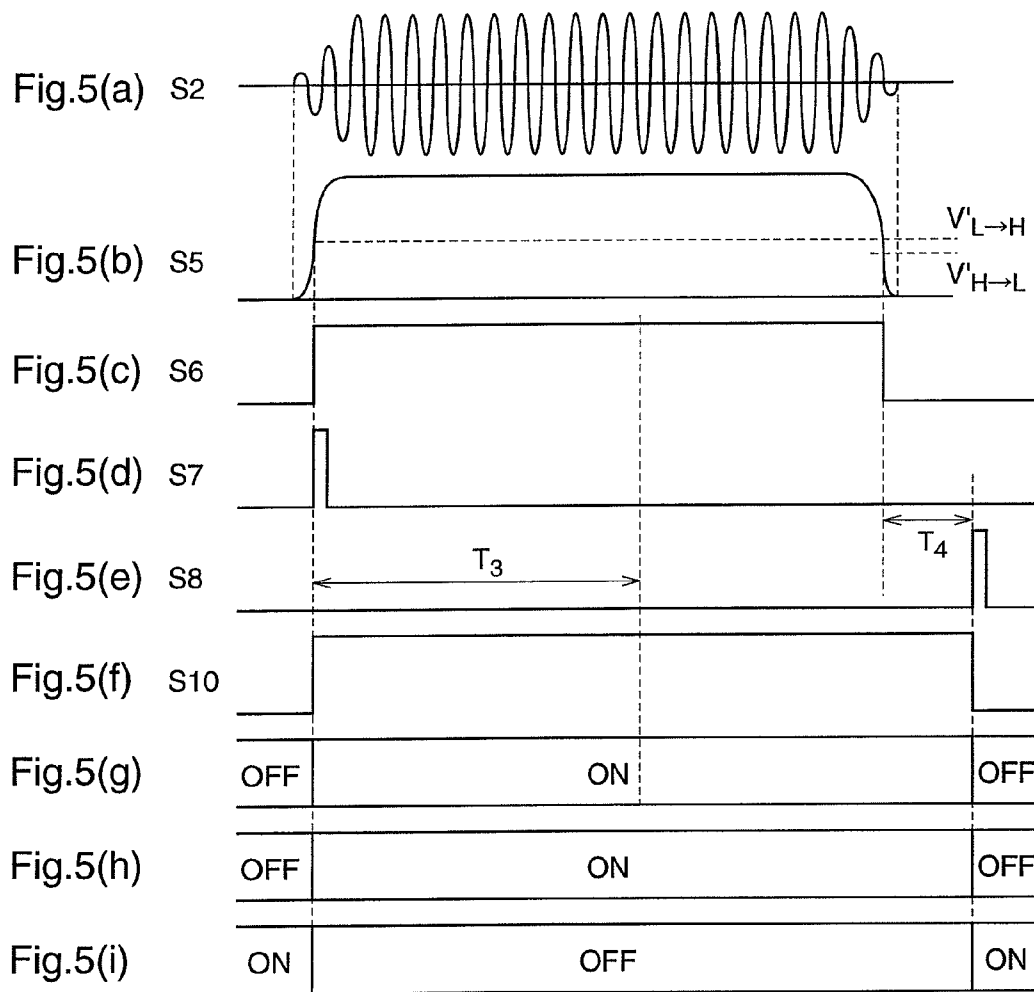 Fig.5(a) S2
V'L→H
Fig.5(b) S5
V'H→L
Fig.5(c) S6
Fig.5(d) S7
T4
T3
Fig.5(e) S8
Fig.5(f) S10
Fig.5(g) OFF ON OFF
Fig.5(h) OFF ON OFF
Fig.5(i) ON OFF ON